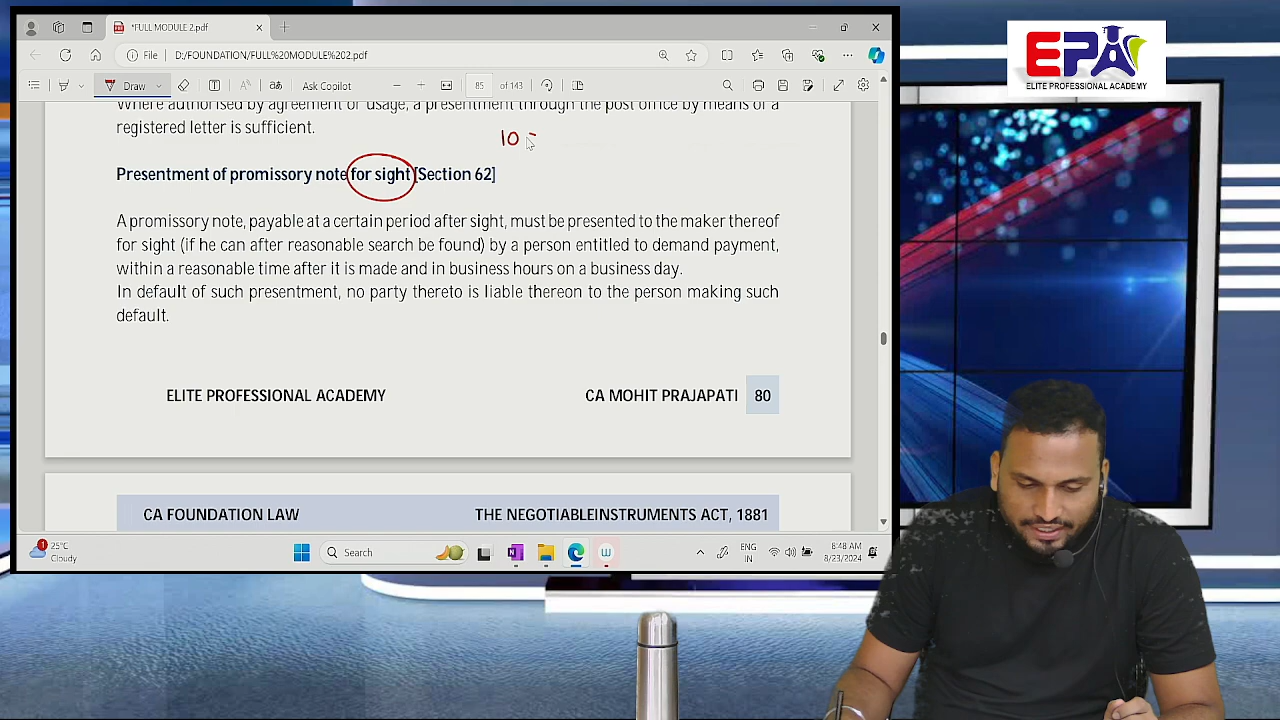 *FULL MODULE 2.pdf
File
D:/FOUNDATION/FULL%20MODULE%202.pdf
Draw
Ask Copilot
85
of 143
Where authorised by agreement or usage, a presentment through the post office by means of a
registered letter is sufficient.
10 -
Presentment of promissory note for sight [Section 62]
A promissory note, payable at a certain period after sight, must be presented to the maker thereof
for sight (if he can after reasonable search be found) by a person entitled to demand payment,
within a reasonable time after it is made and in business hours on a business day.
In default of such presentment, no party thereto is liable thereon to the person making such
default.
ELITE PROFESSIONAL ACADEMY
CA MOHIT PRAJAPATI 80
CA FOUNDATION LAW
THE NEGOTIABLEINSTRUMENTS ACT, 1881
1
25°C
Cloudy
Search
ENG
IN
8:48 AM
8/23/2024
EPA
ELITE PROFESSIONAL ACADEMY